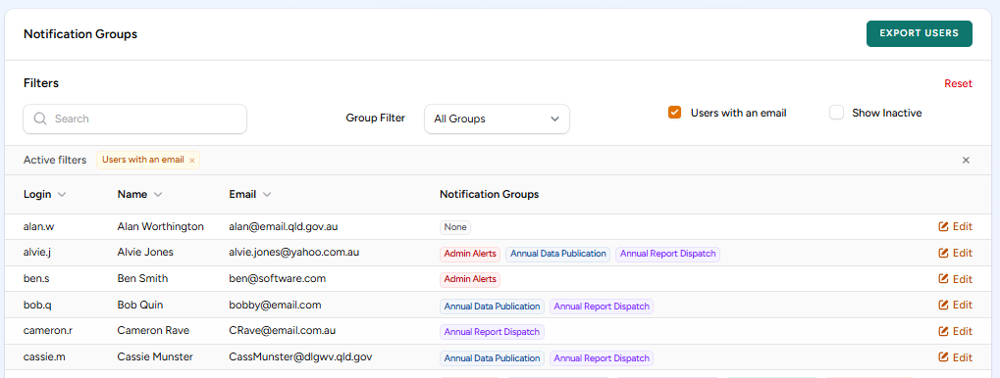 Notification Groups EXPORT USERS
Filters Reset
Search Group Filter All Groups Users with an email Show Inactive
Active filters Users with an email × ×
Login Name Email Notification Groups
alan.w Alan Worthington alan@email.qld.gov.au None Edit
alvie.j Alvie Jones alvie.jones@yahoo.com.au Admin Alerts Annual Data Publication Annual Report Dispatch Edit
ben.s Ben Smith ben@software.com Admin Alerts Edit
bob.q Bob Quin bobby@email.com Annual Data Publication Annual Report Dispatch Edit
cameron.r Cameron Rave CRave@email.com.au Annual Report Dispatch Edit
cassie.m Cassie Munster CassMunster@dlgwv.qld.gov Annual Data Publication Annual Report Dispatch Edit